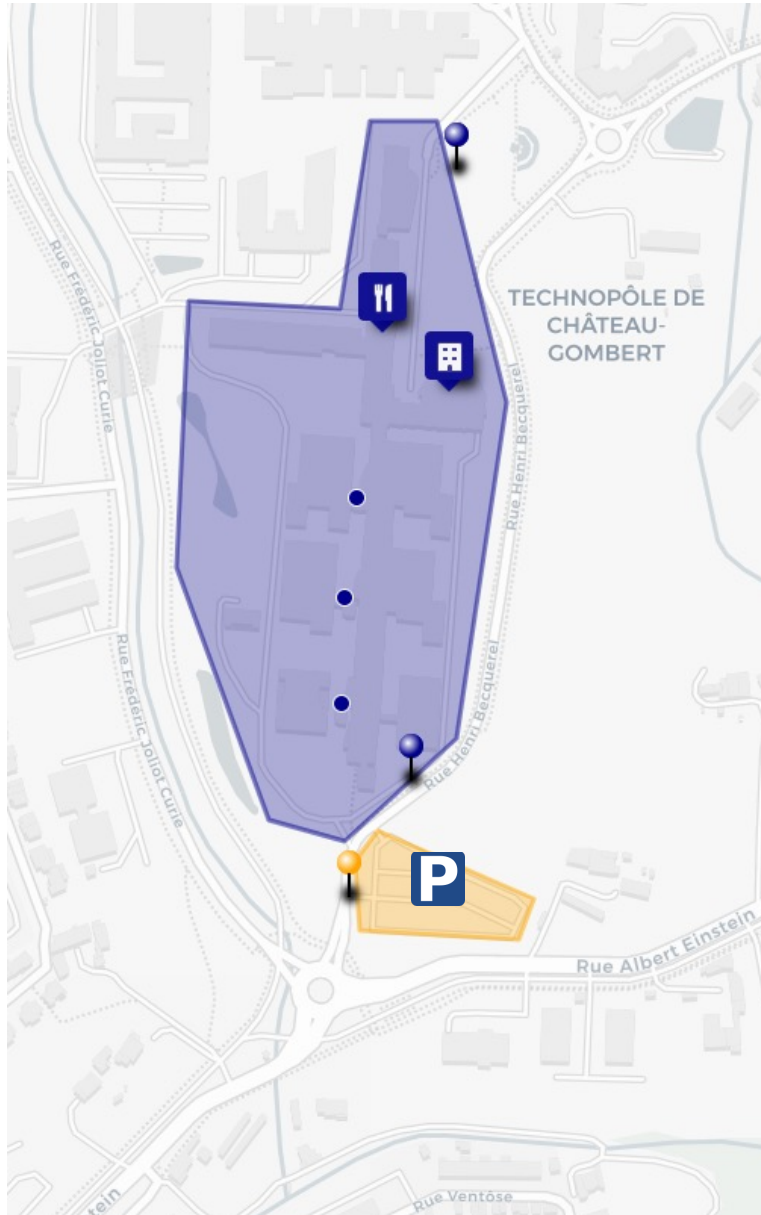 TECHNOPÔLE DE
CHÂTEAU-
GOMBERT
Rue Frédéric Joliot Curie
Rue Henri Becquerel
Rue Frédéric Joliot Curie
Rue Henri Becquerel
P
Rue Albert Einstein
stein
Rue Ventôse